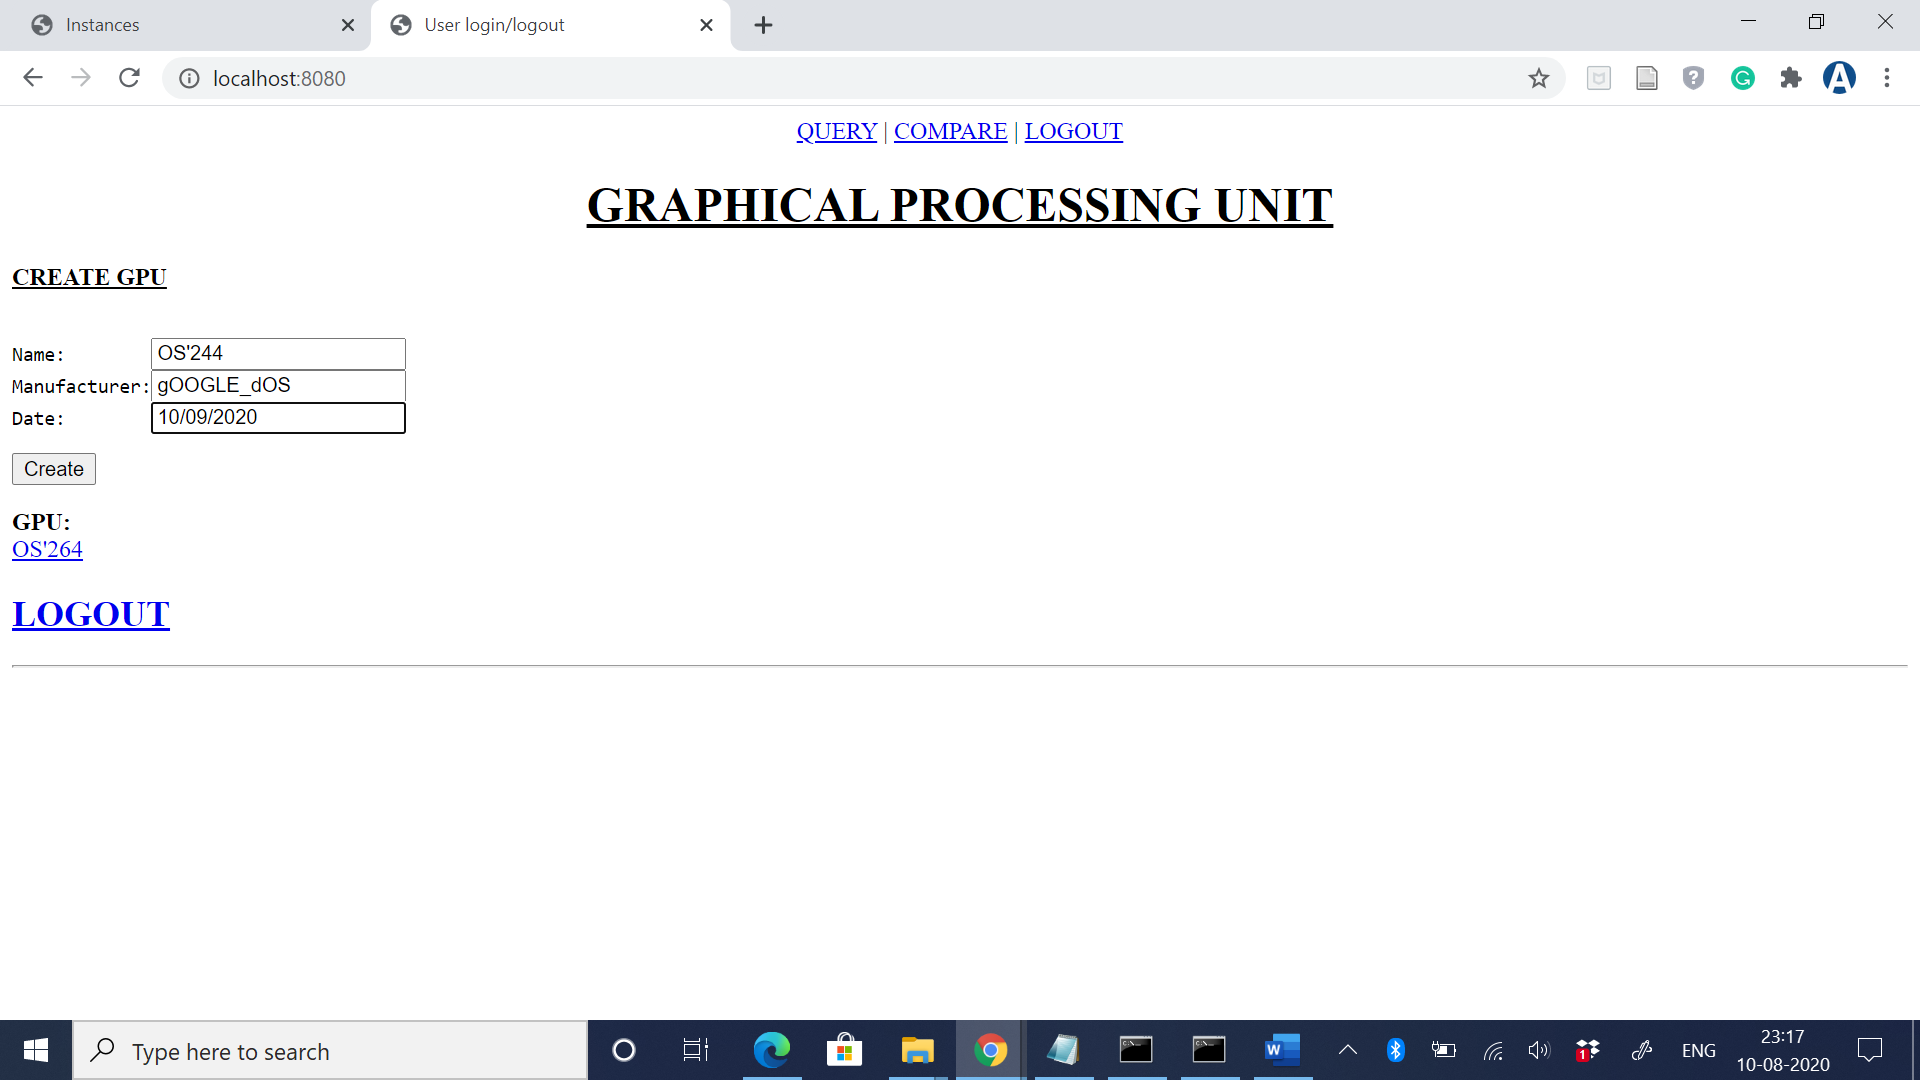 Instances
User login/logout
localhost:8080
QUERY | COMPARE | LOGOUT
GRAPHICAL PROCESSING UNIT
CREATE GPU
Name: OS'244
Manufacturer: gOOGLE_dOS
Date: 10/09/2020
Create
GPU:
OS'264
LOGOUT
Type here to search
ENG
23:17
10-08-2020